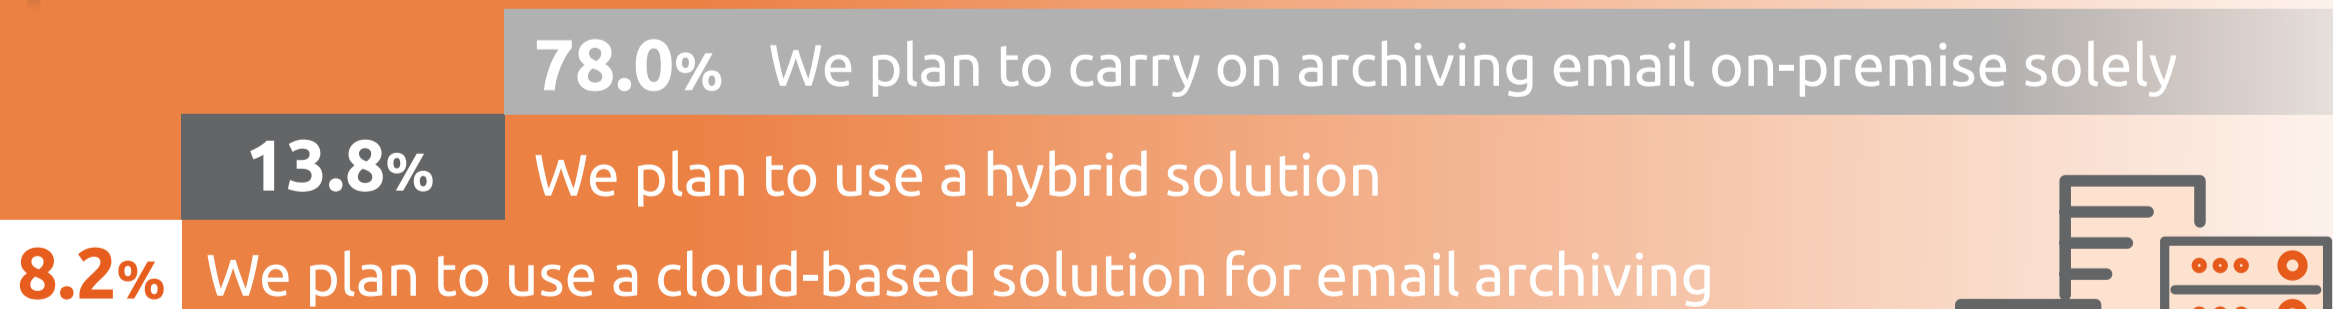 78.0% We plan to carry on archiving email on-premise solely
13.8% We plan to use a hybrid solution
8.2% We plan to use a cloud-based solution for email archiving